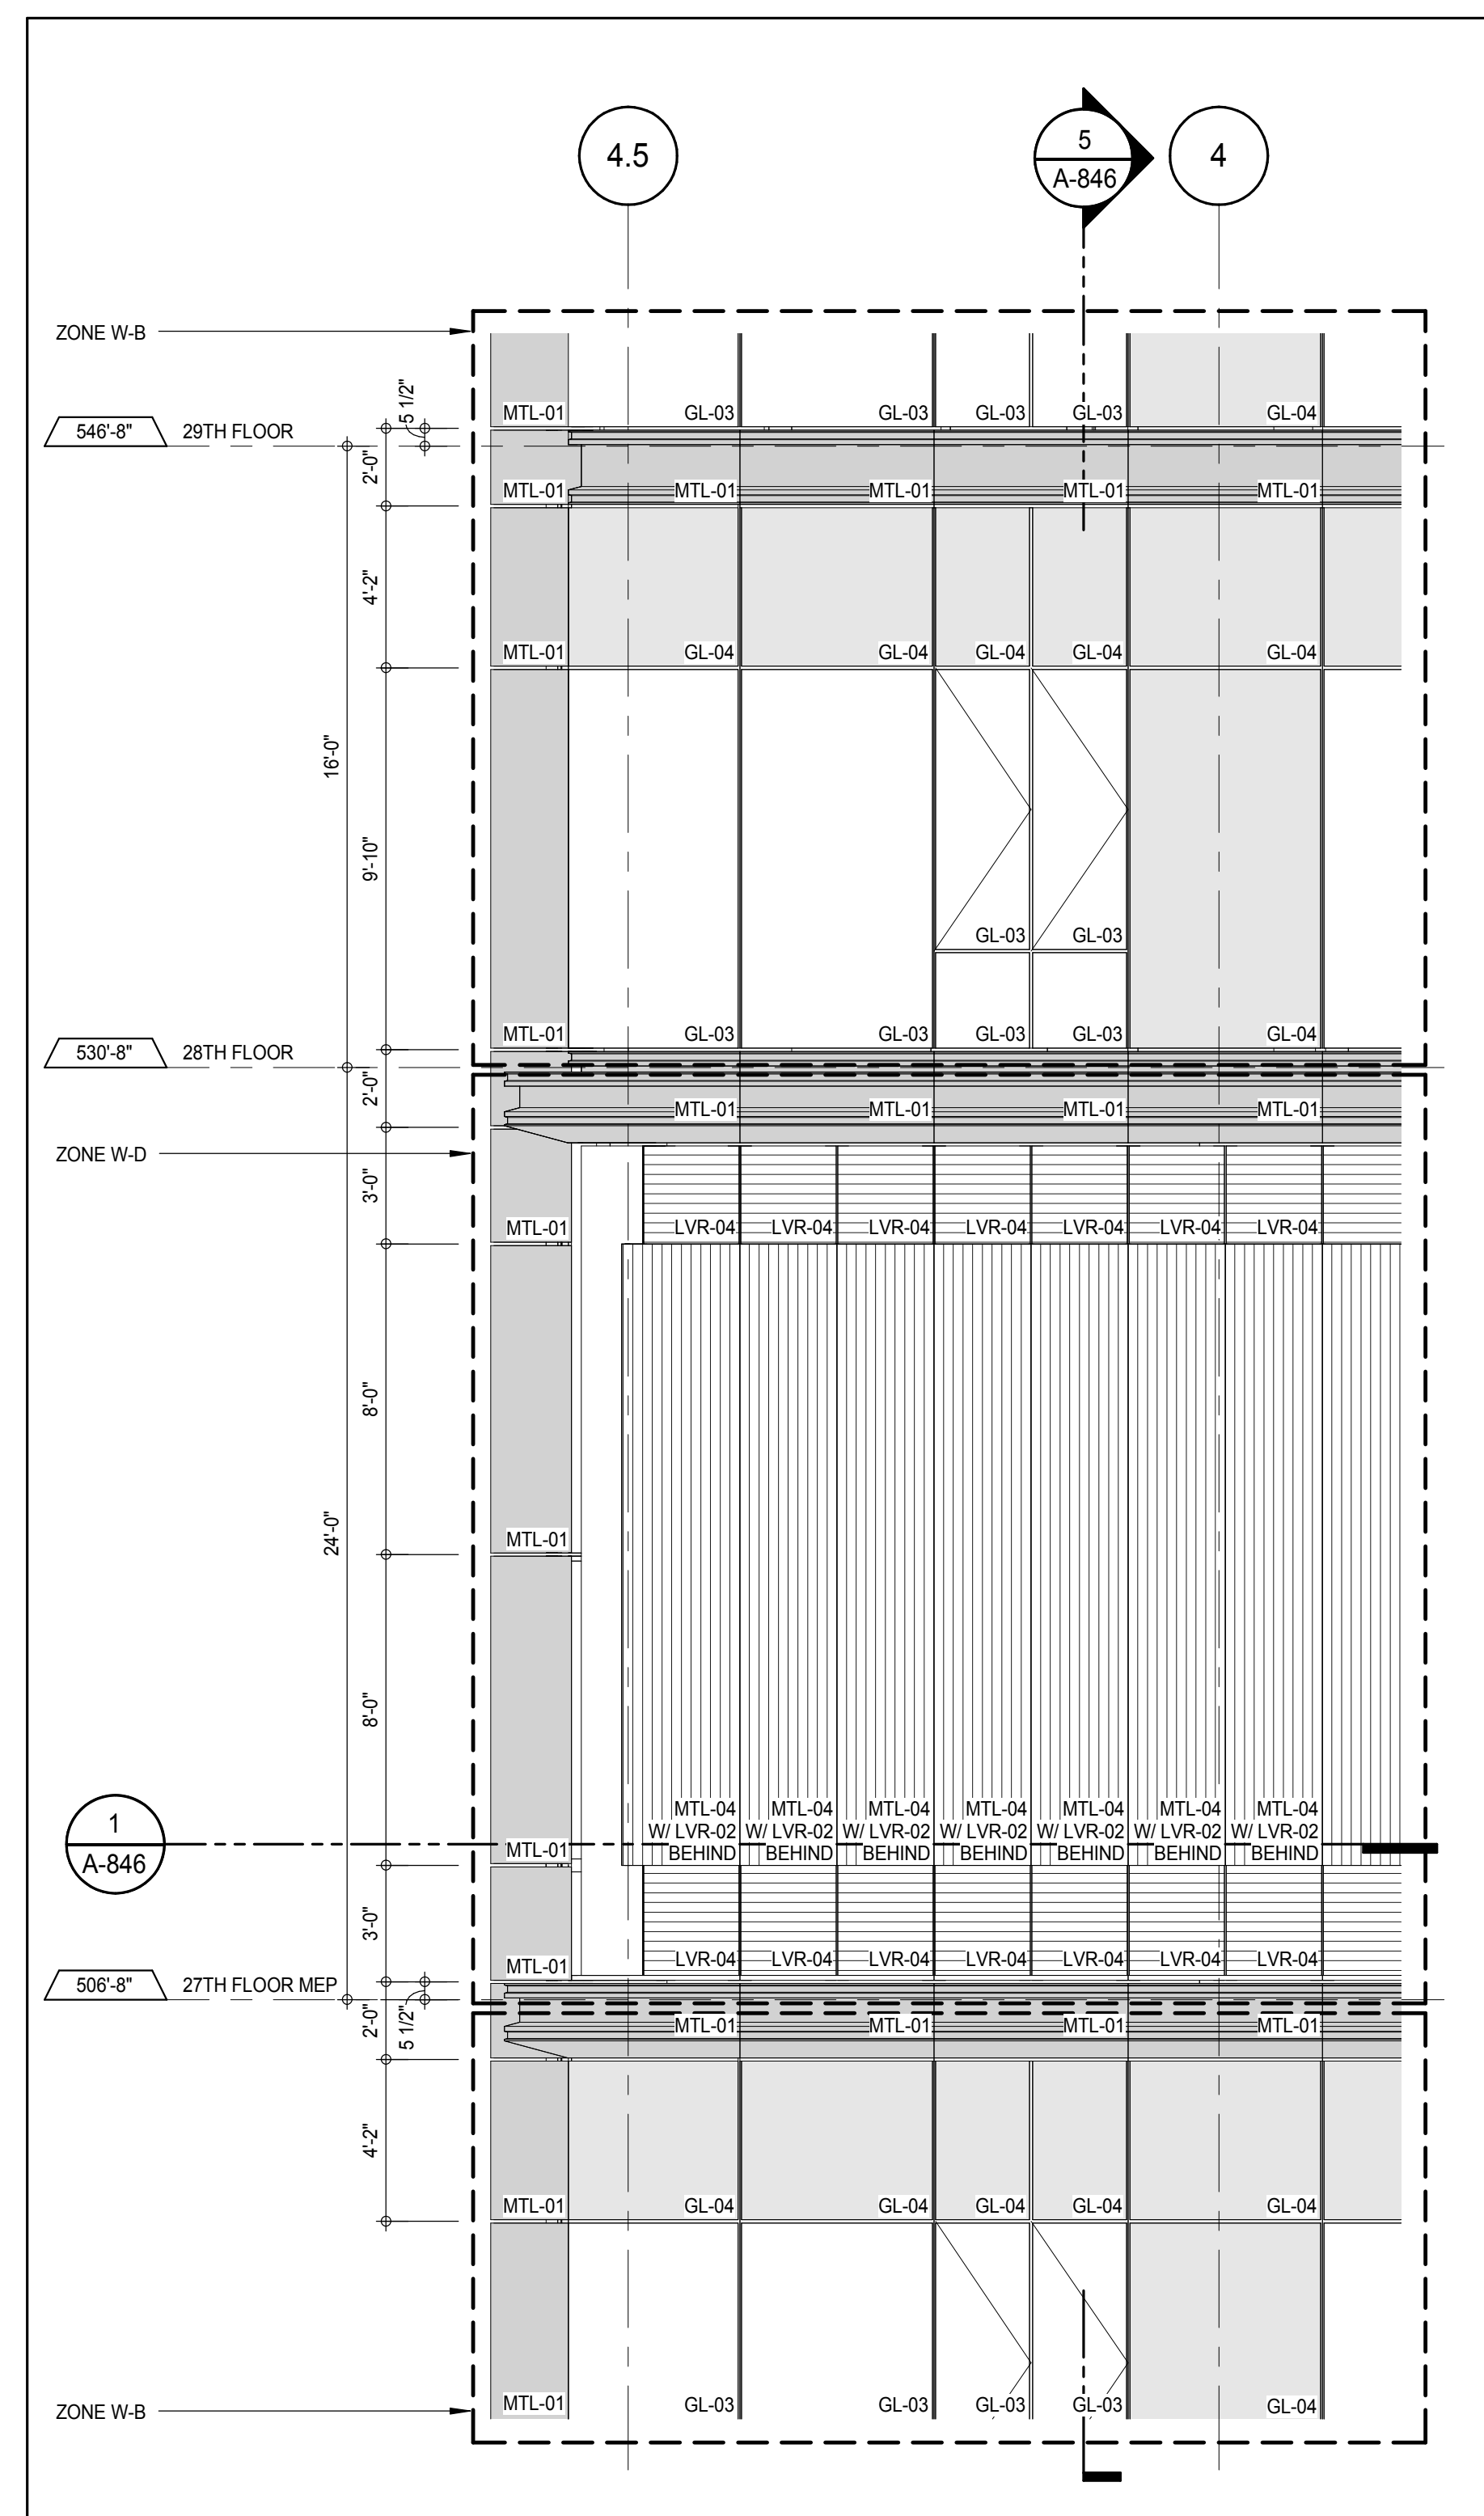 4.5
5
A-846
4
ZONE W-B
5 1/2"
MTL-01 GL-03 GL-03 GL-03 GL-03 GL-04
546'-8" 29TH FLOOR
2'-0"
MTL-01 MTL-01 MTL-01 MTL-01 MTL-01
4'-2"
MTL-01 GL-04 GL-04 GL-04 GL-04 GL-04
16'-0"
9'-10"
GL-03 GL-03
MTL-01 GL-03 GL-03 GL-03 GL-03 GL-04
530'-8" 28TH FLOOR
2'-0"
MTL-01 MTL-01 MTL-01 MTL-01
ZONE W-D
3'-0"
MTL-01 LVR-04 LVR-04 LVR-04 LVR-04 LVR-04 LVR-04 LVR-04
8'-0"
24'-0"
MTL-01
8'-0"
MTL-04 MTL-04 MTL-04 MTL-04 MTL-04 MTL-04 MTL-04
W/ LVR-02 W/ LVR-02 W/ LVR-02 W/ LVR-02 W/ LVR-02 W/ LVR-02 W/ LVR-02
MTL-01 BEHIND BEHIND BEHIND BEHIND BEHIND BEHIND BEHIND
1
A-846
3'-0"
MTL-01 LVR-04 LVR-04 LVR-04 LVR-04 LVR-04 LVR-04 LVR-04
506'-8" 27TH FLOOR MEP
2'-0"
5 1/2"
MTL-01 MTL-01 MTL-01 MTL-01
4'-2"
MTL-01 GL-04 GL-04 GL-04 GL-04 GL-04
MTL-01 GL-03 GL-03 GL-03 GL-03 GL-04
ZONE W-B